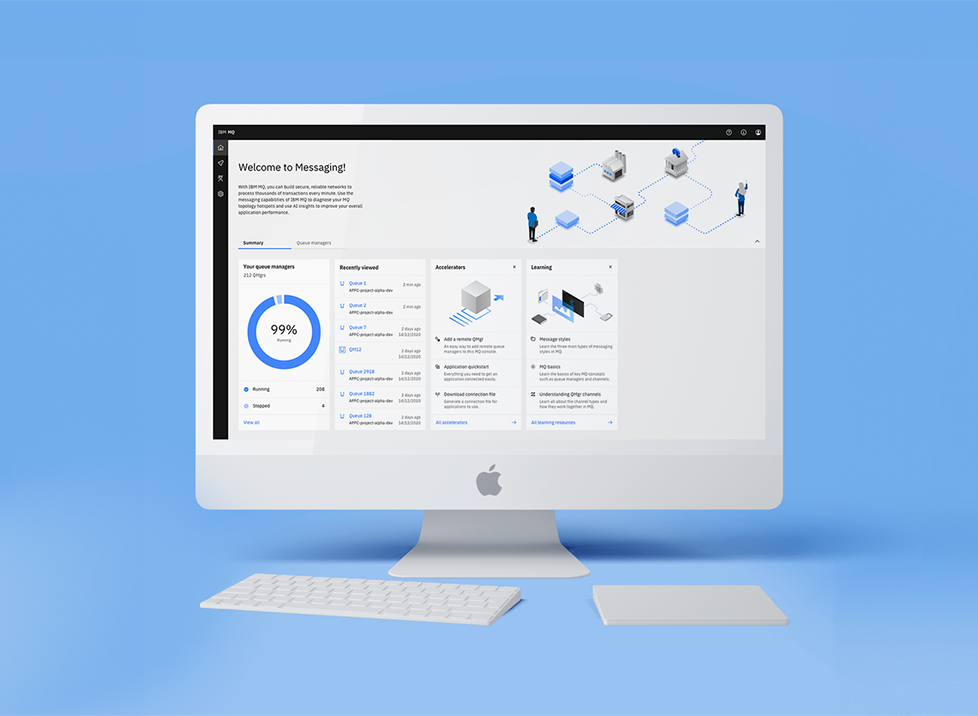 IBM MQ
Welcome to Messaging!
With IBM MQ, you can build secure, reliable networks to
process thousands of transactions every minute. Use the
messaging capabilities of IBM MQ to diagnose your MQ
topology hotspots and use AI insights to improve your overall
application performance.
Summary
Queue managers
Your queue managers
212 QMgrs
99%
Running
Running 208
Stopped 4
View all
Recently viewed
Queue 1 2 min ago
APPC-project-alpha-dev
Queue 2 2 min ago
APPC-project-alpha-dev
Queue 7 2 days ago
APPC-project-alpha-dev 14/12/2020
QM12 2 days ago
14/12/2020
Queue 2918 2 days ago
APPC-project-alpha-dev 14/12/2020
Queue 1882 2 days ago
APPC-project-alpha-dev 14/12/2020
Queue 128 2 days ago
APPC-project-alpha-dev 14/12/2020
Accelerators
Add a remote QMgr
An easy way to add remote queue
managers to this MQ console.
Application quickstart
Everything you need to get an
application connected easily.
Download connection file
Generate a connection file for
applications to use.
All accelerators
Learning
Message styles
Learn the three main types of messaging
styles in MQ.
MQ basics
Learn the basics of key MQ concepts
such as queue managers and channels.
Understanding QMgr channels
Learn all about the channel types and
how they work together in MQ.
All learning resources